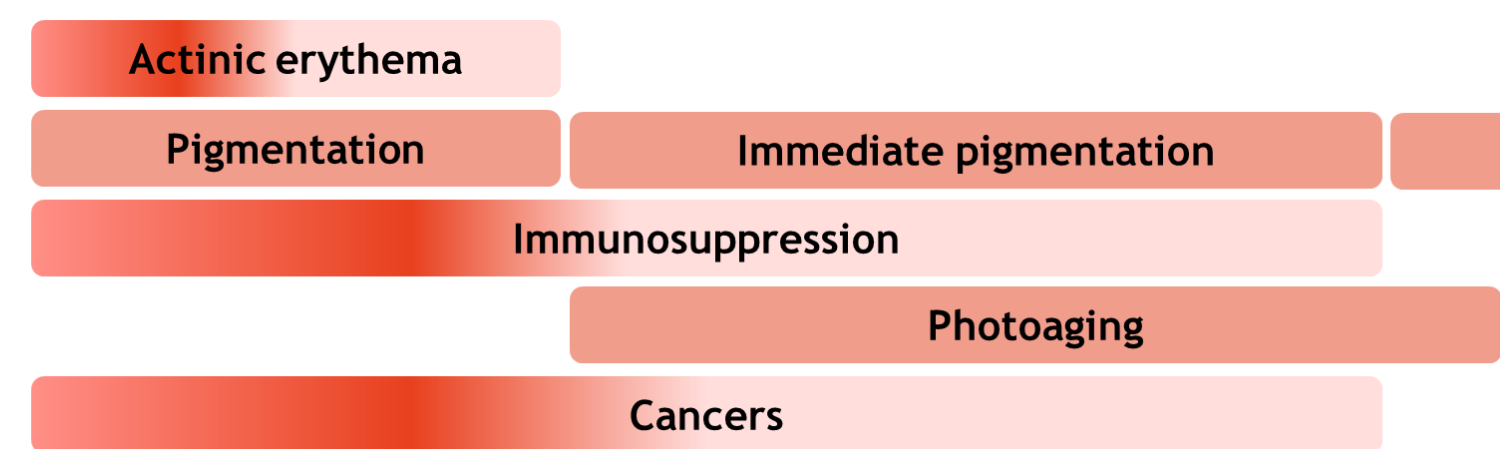 Actinic erythema
Pigmentation
Immediate pigmentation
Immunosuppression
Photoaging
Cancers